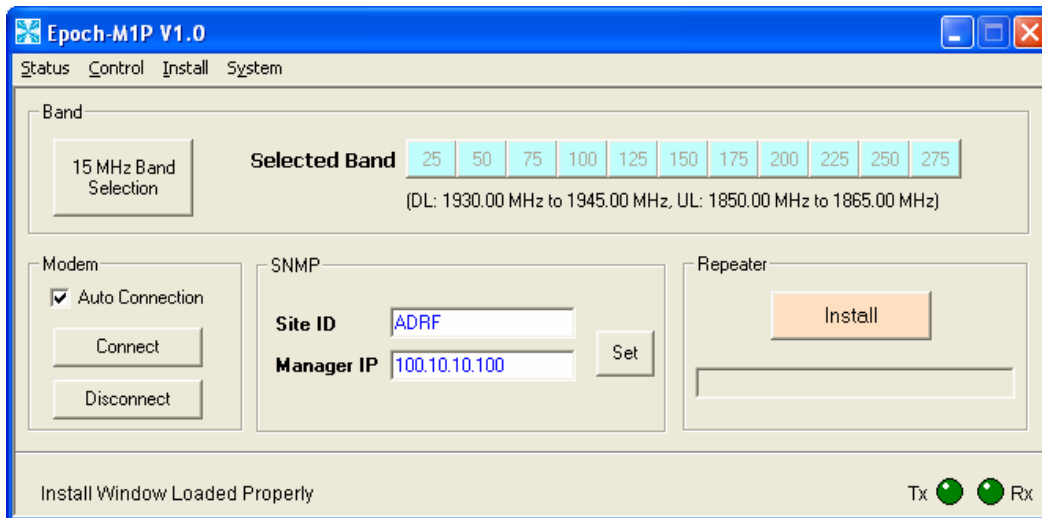 Epoch-M1P V1.0
Status Control Install System
Band
15 MHz Band
Selection
Selected Band 25 50 75 100 125 150 175 200 225 250 275
(DL: 1930.00 MHz to 1945.00 MHz, UL: 1850.00 MHz to 1865.00 MHz)
Modem
Auto Connection
Connect
Disconnect
SNMP
Site ID ADRF
Manager IP 100.10.10.100
Set
Repeater
Install
Install Window Loaded Properly
Tx Rx